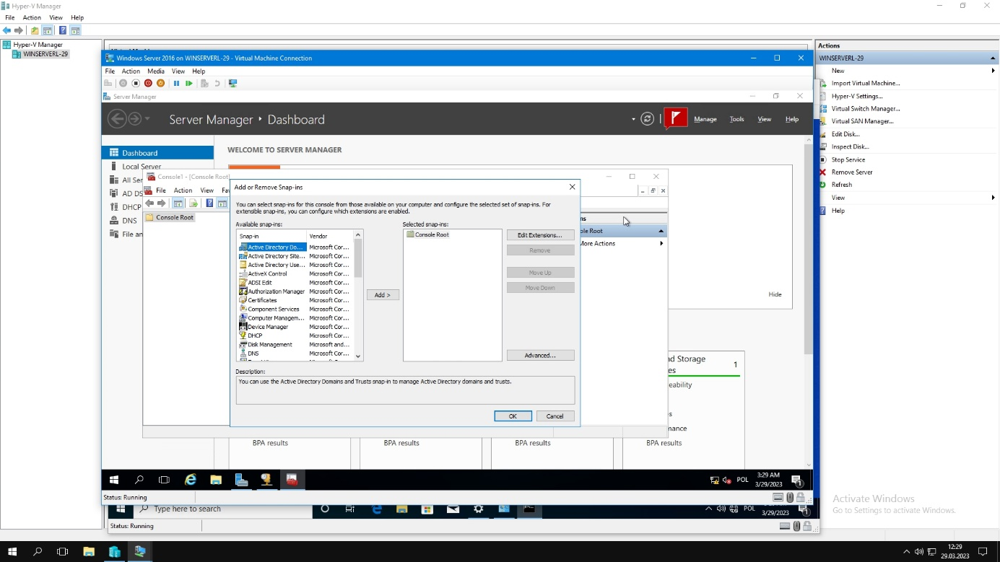 Hyper-V Manager
File Action View Help
Hyper-V Manager
WINSERVERL-29
Windows Server 2016 on WINSERVERL-29 - Virtual Machine Connection
File Action Media View Help
Server Manager
Server Manager ‣ Dashboard
Manage Tools View Help
Dashboard
Local Server
All Ser
AD DS
DHCP
DNS
File an
WELCOME TO SERVER MANAGER
Console1 - [Console Root]
File Action View Fav
Console Root
Add or Remove Snap-ins
You can select snap-ins for this console from those available on your computer and configure the selected set of snap-ins. For
extensible snap-ins, you can configure which extensions are enabled.
Available snap-ins:
Snap-in Vendor
Active Directory Do... Microsoft Cor...
Active Directory Site... Microsoft Cor...
Active Directory Use... Microsoft Cor...
ActiveX Control Microsoft Cor...
ADSI Edit Microsoft Cor...
Authorization Manager Microsoft Cor...
Certificates Microsoft Cor...
Component Services Microsoft Cor...
Computer Managem... Microsoft Cor...
Device Manager Microsoft Cor...
DHCP Microsoft Cor...
Disk Management Microsoft and...
DNS Microsoft Cor...
Add >
Selected snap-ins:
Console Root
Edit Extensions...
Remove
Move Up
Move Down
Advanced...
Description:
You can use the Active Directory Domains and Trusts snap-in to manage Active Directory domains and trusts.
OK Cancel
ns
ole Root
More Actions
Hide
nd Storage
es 1
eability
s
mance
BPA results BPA results BPA results BPA results
POL 3:29 AM
3/29/2023
1
Status: Running
Type here to search
POL 3/29/2023
1
Status: Running
Actions
WINSERVERL-29
New
Import Virtual Machine...
Hyper-V Settings...
Virtual Switch Manager...
Virtual SAN Manager...
Edit Disk...
Inspect Disk...
Stop Service
Remove Server
Refresh
View
Help
Activate Windows
Go to Settings to activate Windows.
12:29
29.03.2023